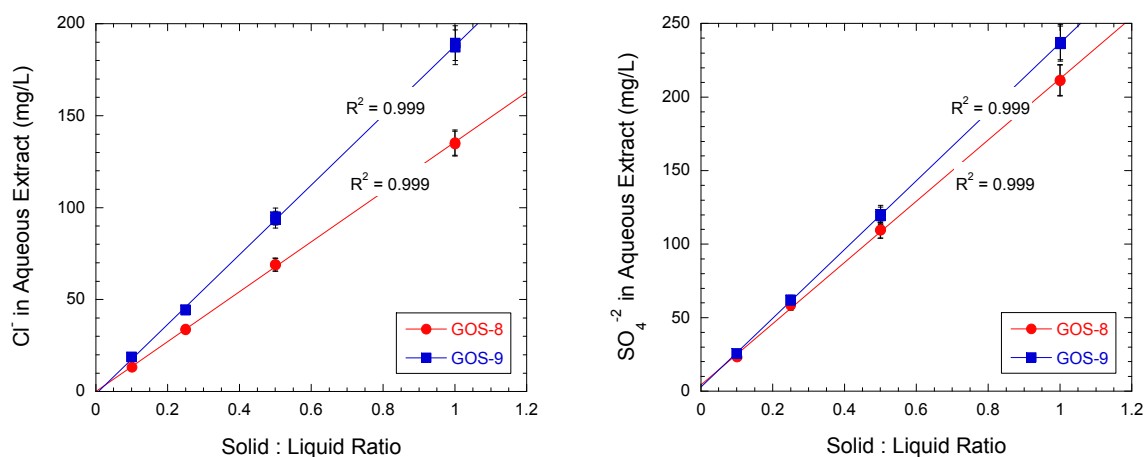 Cl⁻ in Aqueous Extract (mg/L)
200
150
100
50
0
R² = 0.999
R² = 0.999
GOS-8
GOS-9
0 0.2 0.4 0.6 0.8 1 1.2
Solid : Liquid Ratio
SO₄⁻² in Aqueous Extract (mg/L)
250
200
150
100
50
0
R² = 0.999
R² = 0.999
GOS-8
GOS-9
0 0.2 0.4 0.6 0.8 1 1.2
Solid : Liquid Ratio